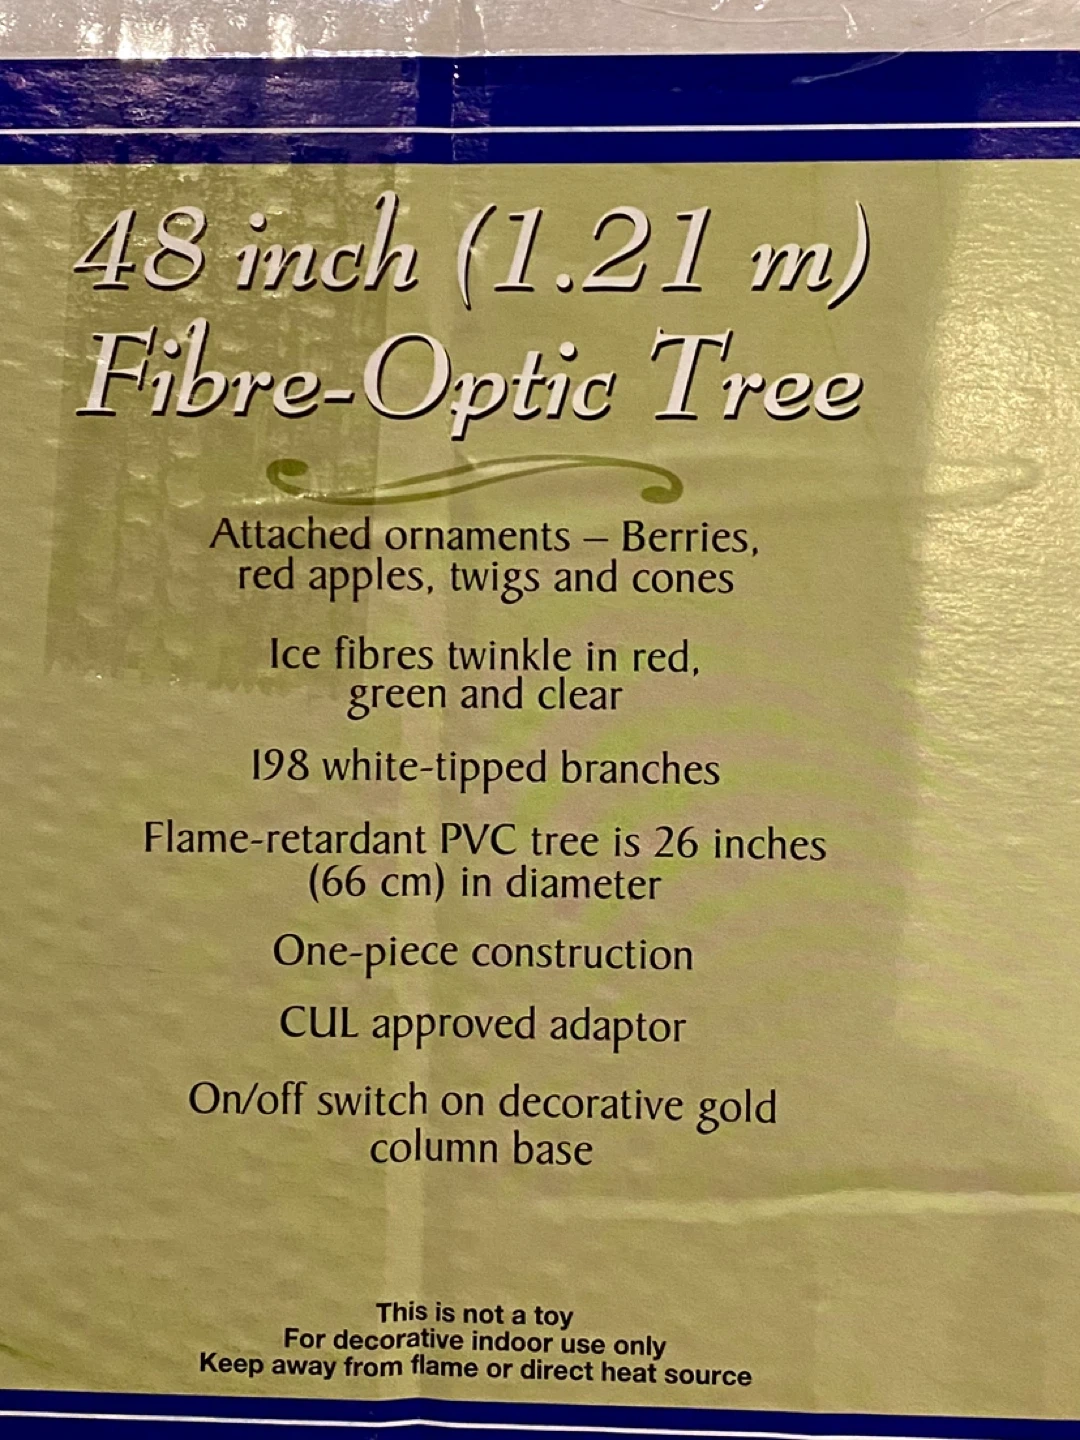 48 inch (1.21 m)
Fibre-Optic Tree
Attached ornaments – Berries,
red apples, twigs and cones
Ice fibres twinkle in red,
green and clear
198 white-tipped branches
Flame-retardant PVC tree is 26 inches
(66 cm) in diameter
One-piece construction
CUL approved adaptor
On/off switch on decorative gold
column base
This is not a toy
For decorative indoor use only
Keep away from flame or direct heat source